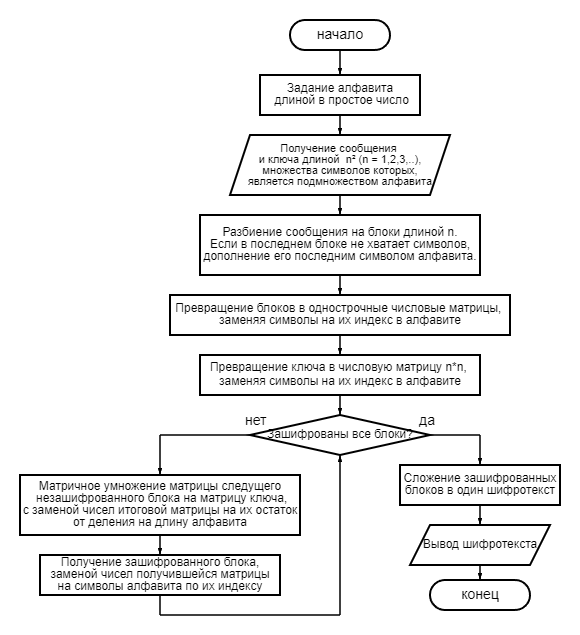 начало
Задание алфавита
длиной в простое число
Получение сообщения
и ключа длиной n² (n = 1,2,3,..),
множества символов которых,
является подмножеством алфавита
Разбиение сообщения на блоки длиной n.
Если в последнем блоке не хватает символов,
дополнение его последним символом алфавита.
Превращение блоков в однострочные числовые матрицы,
заменяя символы на их индекс в алфавите
Превращение ключа в числовую матрицу n*n,
заменяя символы на их индекс в алфавите
нет
да
Зашифрованы все блоки?
Матричное умножение матрицы следущего
незашифрованного блока на матрицу ключа,
с заменой чисел итоговой матрицы на их остаток
от деления на длину алфавита
Получение зашифрованного блока,
заменой чисел получившейся матрицы
на символы алфавита по их индексу
Сложение зашифрованных
блоков в один шифротекст
Вывод шифротекста
конец